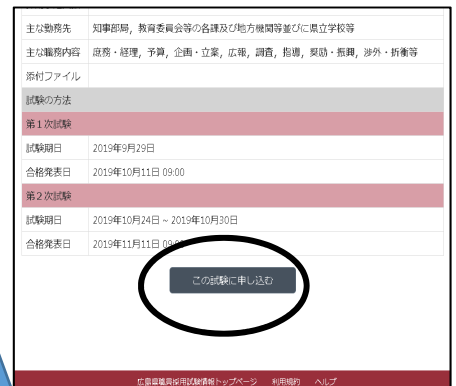 主な勤務先 知事部局，教育委員会等の各課及び地方機関等並びに県立学校等
主な職務内容 庶務・経理，予算，企画・立案，広報，調査，指導，奨励・振興，渉外・折衝等
添付ファイル
試験の方法
第１次試験
試験期日 2019年9月29日
合格発表日 2019年10月11日 09:00
第２次試験
試験期日 2019年10月24日 ~ 2019年10月30日
合格発表日 2019年11月11日
この試験に申し込む
広島県職員採用試験情報トップページ 利用規約 ヘルプ